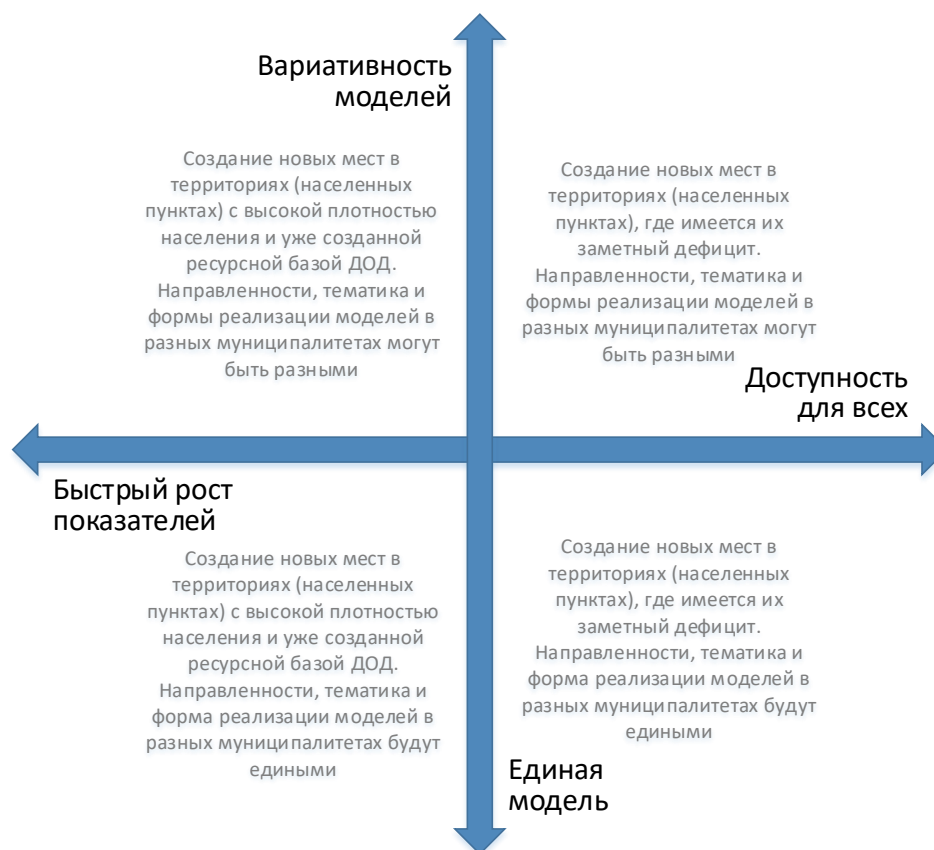 Вариативность
моделей
Создание новых мест в
территориях (населенных
пунктах) с высокой плотностью
населения и уже созданной
ресурсной базой ДОД.
Направленности, тематика и
формы реализации моделей в
разных муниципалитетах могут
быть разными
Создание новых мест в
территориях (населенных
пунктах), где имеется их
заметный дефицит.
Направленности, тематика и
формы реализации моделей в
разных муниципалитетах могут
быть разными
Доступность
для всех
Быстрый рост
показателей
Создание новых мест в
территориях (населенных
пунктах) с высокой плотностью
населения и уже созданной
ресурсной базой ДОД.
Направленности, тематика и
форма реализации моделей в
разных муниципалитетах будут
едиными
Создание новых мест в
территориях (населенных
пунктах), где имеется их
заметный дефицит.
Направленности, тематика и
форма реализации моделей в
разных муниципалитетах будут
едиными
Единая
модель